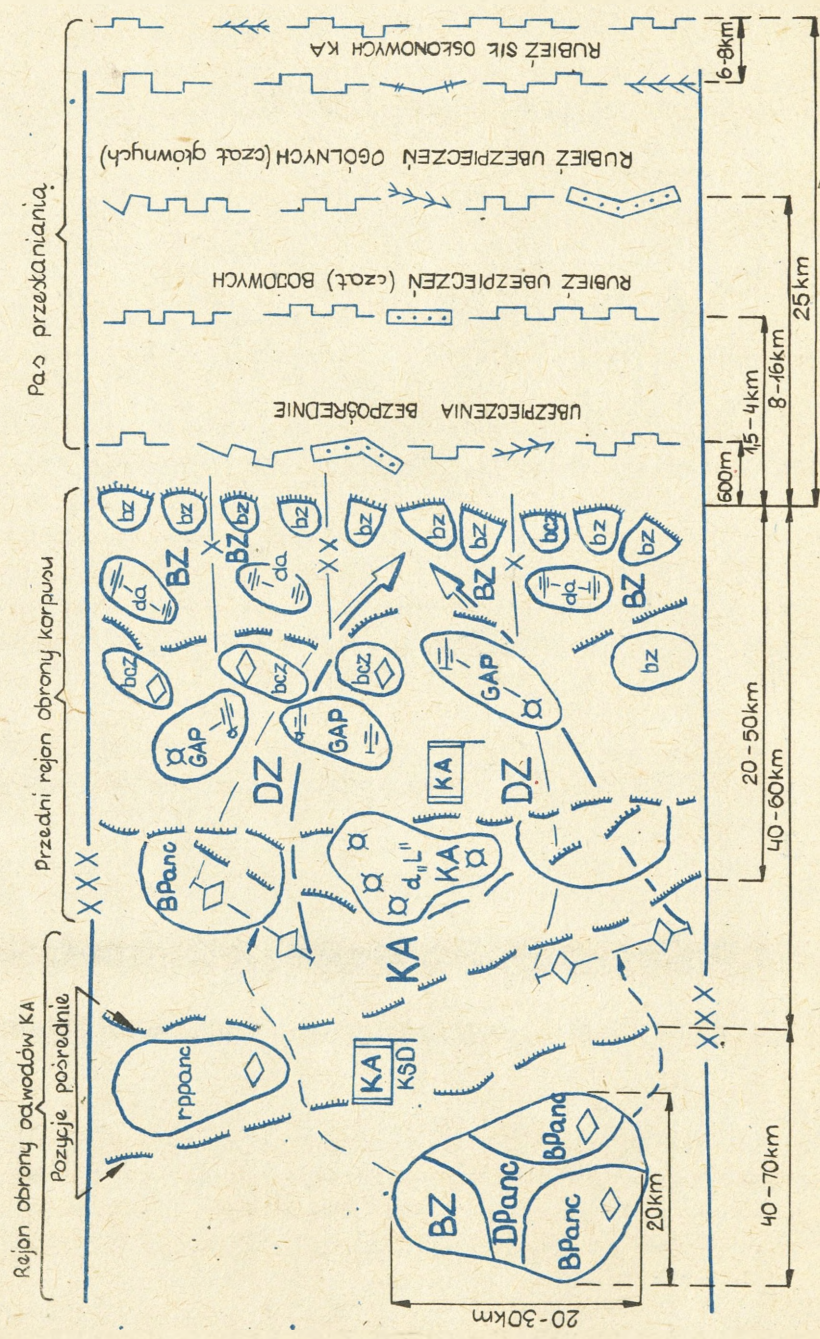 Rejon obrony odwodów KA
Pozycje pośrednie
Przedni rejon obrony korpusu
Pas przesłaniania
RUBIEŻ SIŁ OSŁONOWYCH KA
RUBIEŻ UBEZPIECZEŃ OGÓLNYCH (czat głównych)
RUBIEŻ UBEZPIECZEŃ (czat) BOJOWYCH
UBEZPIECZENIA BEZPOŚREDNIE
XXX
bz
bz
bz
bz
bz
bz
bz
bcz
bz
bz
X
XX
X
BZ
BZ
BZ
BZ
da
da
da
bcz
bcz
bcz
bz
GAP
GAP
GAP
DZ
DZ
KA
BPanc
d„L"
KA
KA
rppanc
KA
KSD
BZ
DPanc
BPanc
BPanc
XXX
6-8km
25km
8-16km
1,5-4km
600m
20-50km
40-60km
40-70km
20km
20-30km